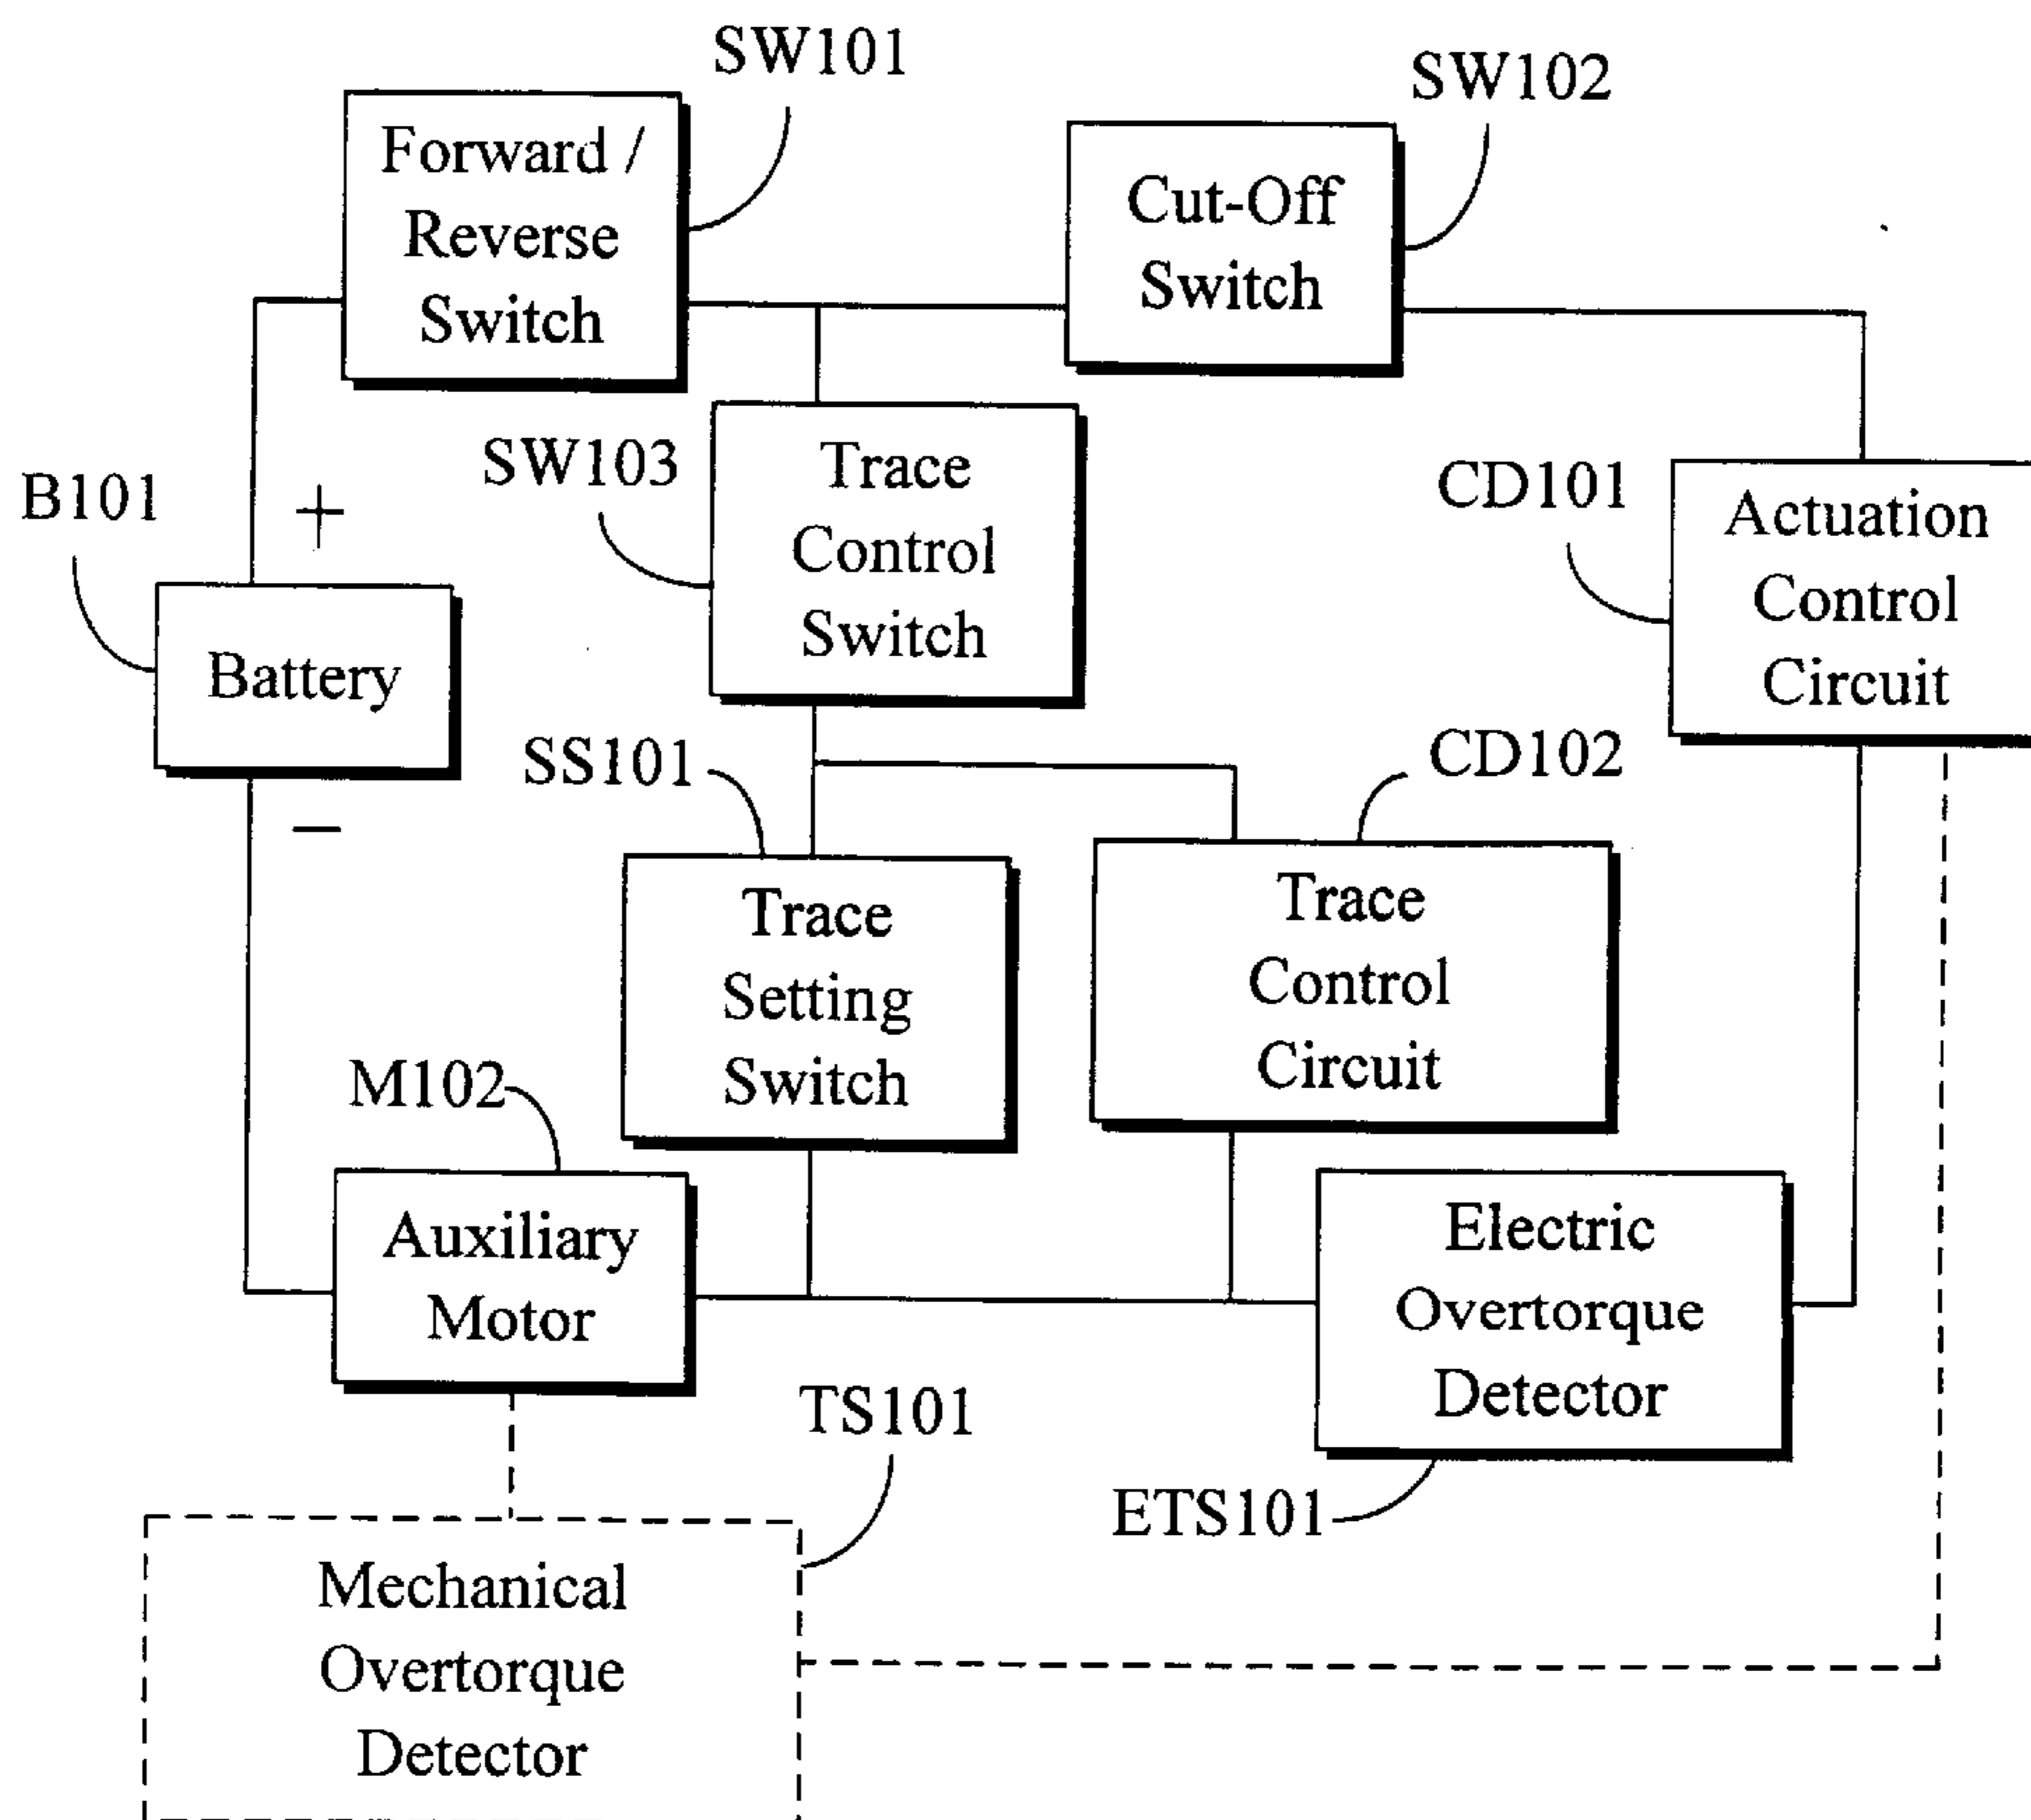 SW101
SW102
Forward /
Reverse
Switch
Cut-Off
Switch
B101
+
SW103
Trace
Control
Switch
CD101
Actuation
Control
Circuit
Battery
−
SS101
CD102
Trace
Setting
Switch
Trace
Control
Circuit
M102
Auxiliary
Motor
Electric
Overtorque
Detector
TS101
ETS101
Mechanical
Overtorque
Detector